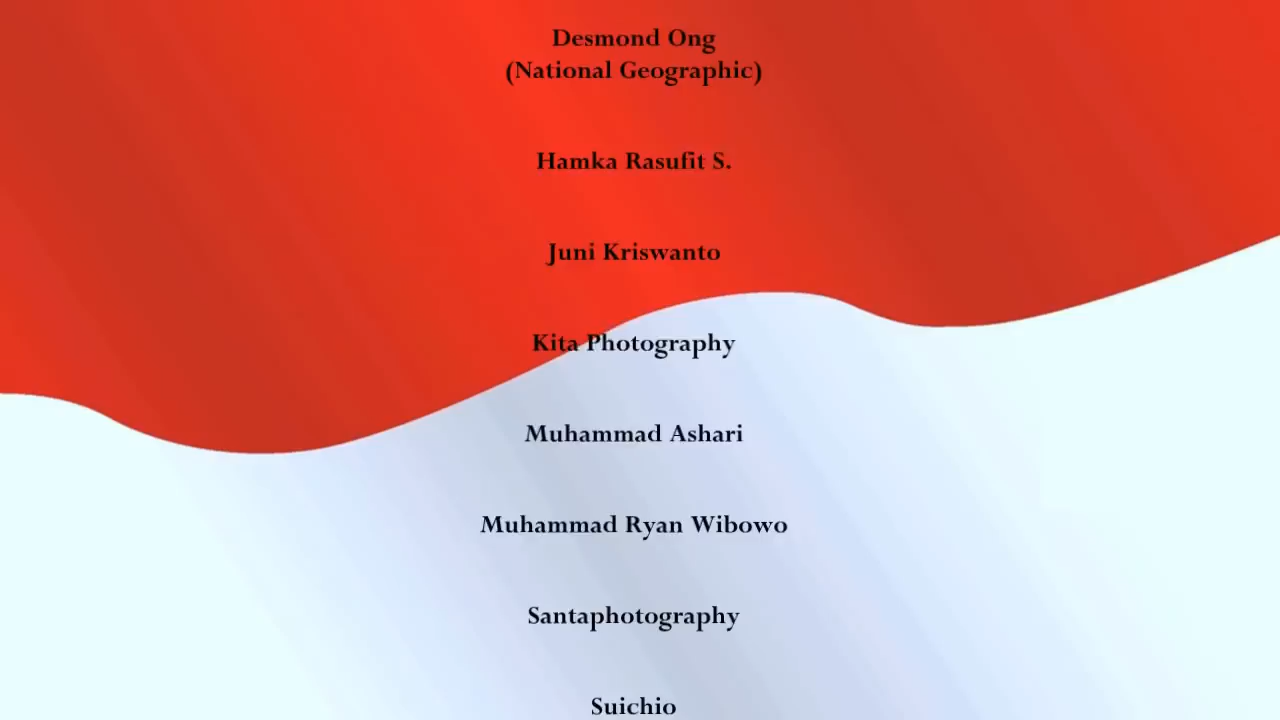 Desmond Ong
(National Geographic)
Hamka Rasufit S.
Juni Kriswanto
Kita Photography
Muhammad Ashari
Muhammad Ryan Wibowo
Santaphotography
Suichio